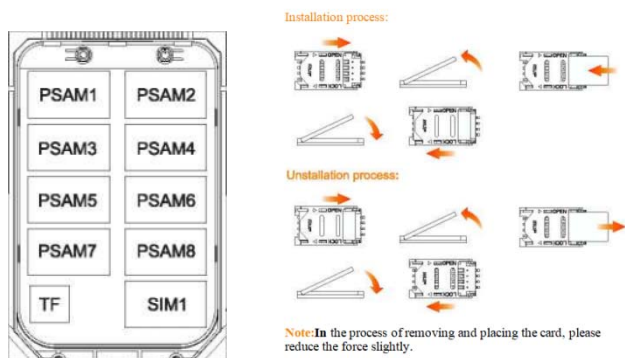 PSAM1 PSAM2
PSAM3 PSAM4
PSAM5 PSAM6
PSAM7 PSAM8
TF SIM1
Installation process:
Unstallation process:
Note:In the process of removing and placing the card, please
reduce the force slightly.